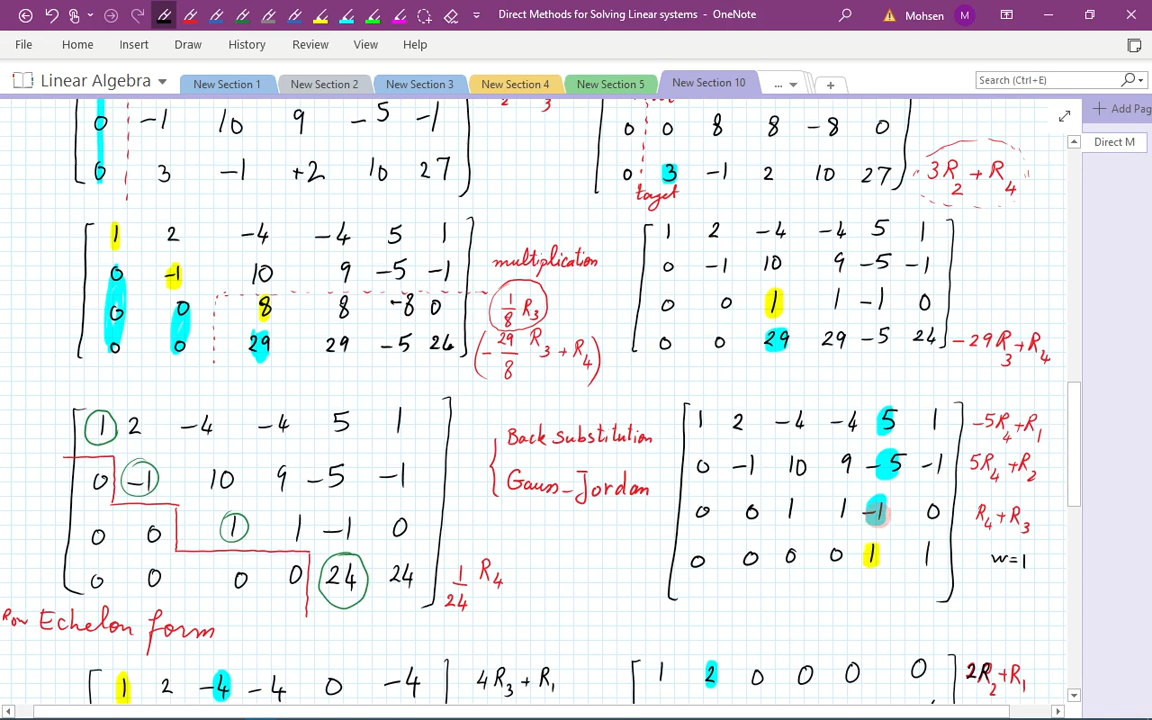 Direct Methods for Solving Linear systems - OneNote
Mohsen M
File Home Insert Draw History Review View Help
Linear Algebra New Section 1 New Section 2 New Section 3 New Section 4 New Section 5 New Section 10 ... + Search (Ctrl+E)
+ Add Pag
Direct M
0 -1 10 9 -5 -1
0 3 -1 +2 10 27
0 0 8 8 -8 0
0 3 -1 2 10 27 3R2 + R4
target
1 2 -4 -4 5 1
0 -1 10 9 -5 -1
0 0 8 8 -8 0
0 0 29 29 -5 24
multiplication
1/8 R3
(-29/8 R3 + R4)
1 2 -4 -4 5 1
0 -1 10 9 -5 -1
0 0 1 1 -1 0
0 0 29 29 -5 24 -29R3 + R4
1 2 -4 -4 5 1
0 -1 10 9 -5 -1
0 0 1 1 -1 0
0 0 0 0 24 24 1/24 R4
Row Echelon form
Back substitution
Gauss-Jordan
1 2 -4 -4 5 1 -5R4 + R1
0 -1 10 9 -5 -1 5R4 + R2
0 0 1 1 -1 0 R4 + R3
0 0 0 0 1 1 w=1
1 2 -4 -4 0 -4 4R3 + R1
1 2 0 0 0 0 2R2 + R1